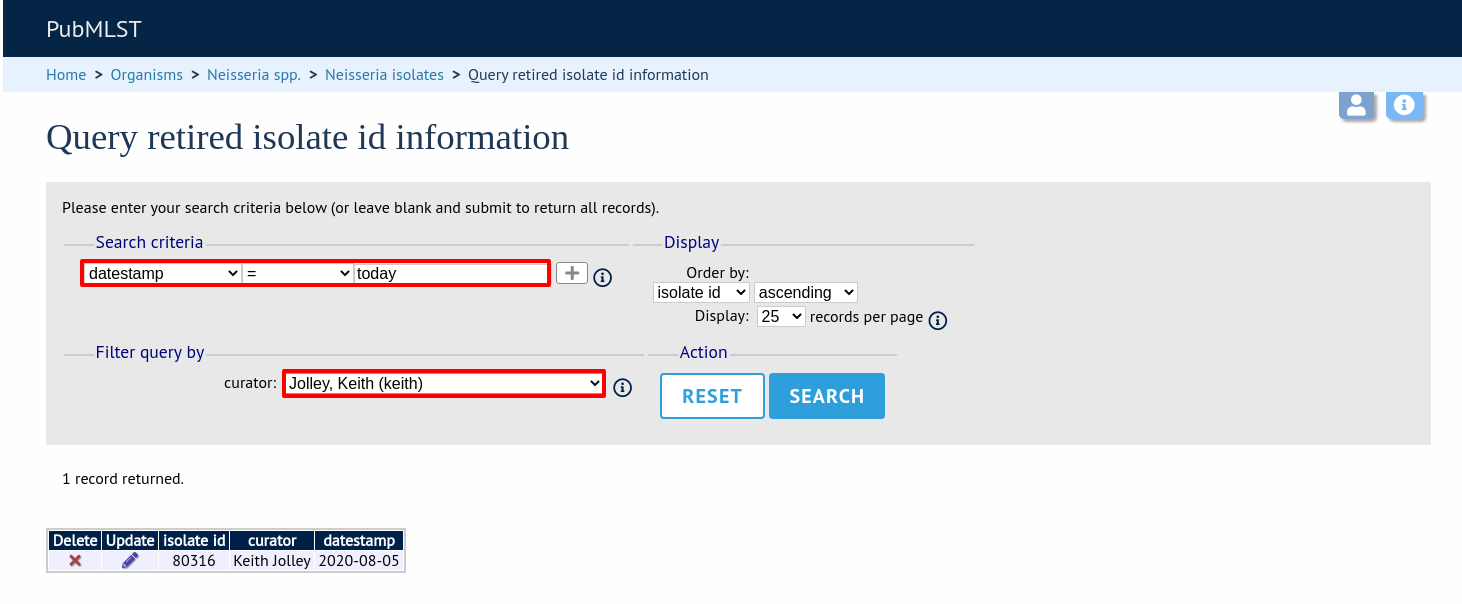 PubMLST
Home > Organisms > Neisseria spp. > Neisseria isolates > Query retired isolate id information
Query retired isolate id information
Please enter your search criteria below (or leave blank and submit to return all records).
Search criteria
datestamp = today +
Display
Order by:
isolate id ascending
Display: 25 records per page
Filter query by
curator: Jolley, Keith (keith)
Action
RESET SEARCH
1 record returned.
Delete Update isolate id curator datestamp
80316 Keith Jolley 2020-08-05